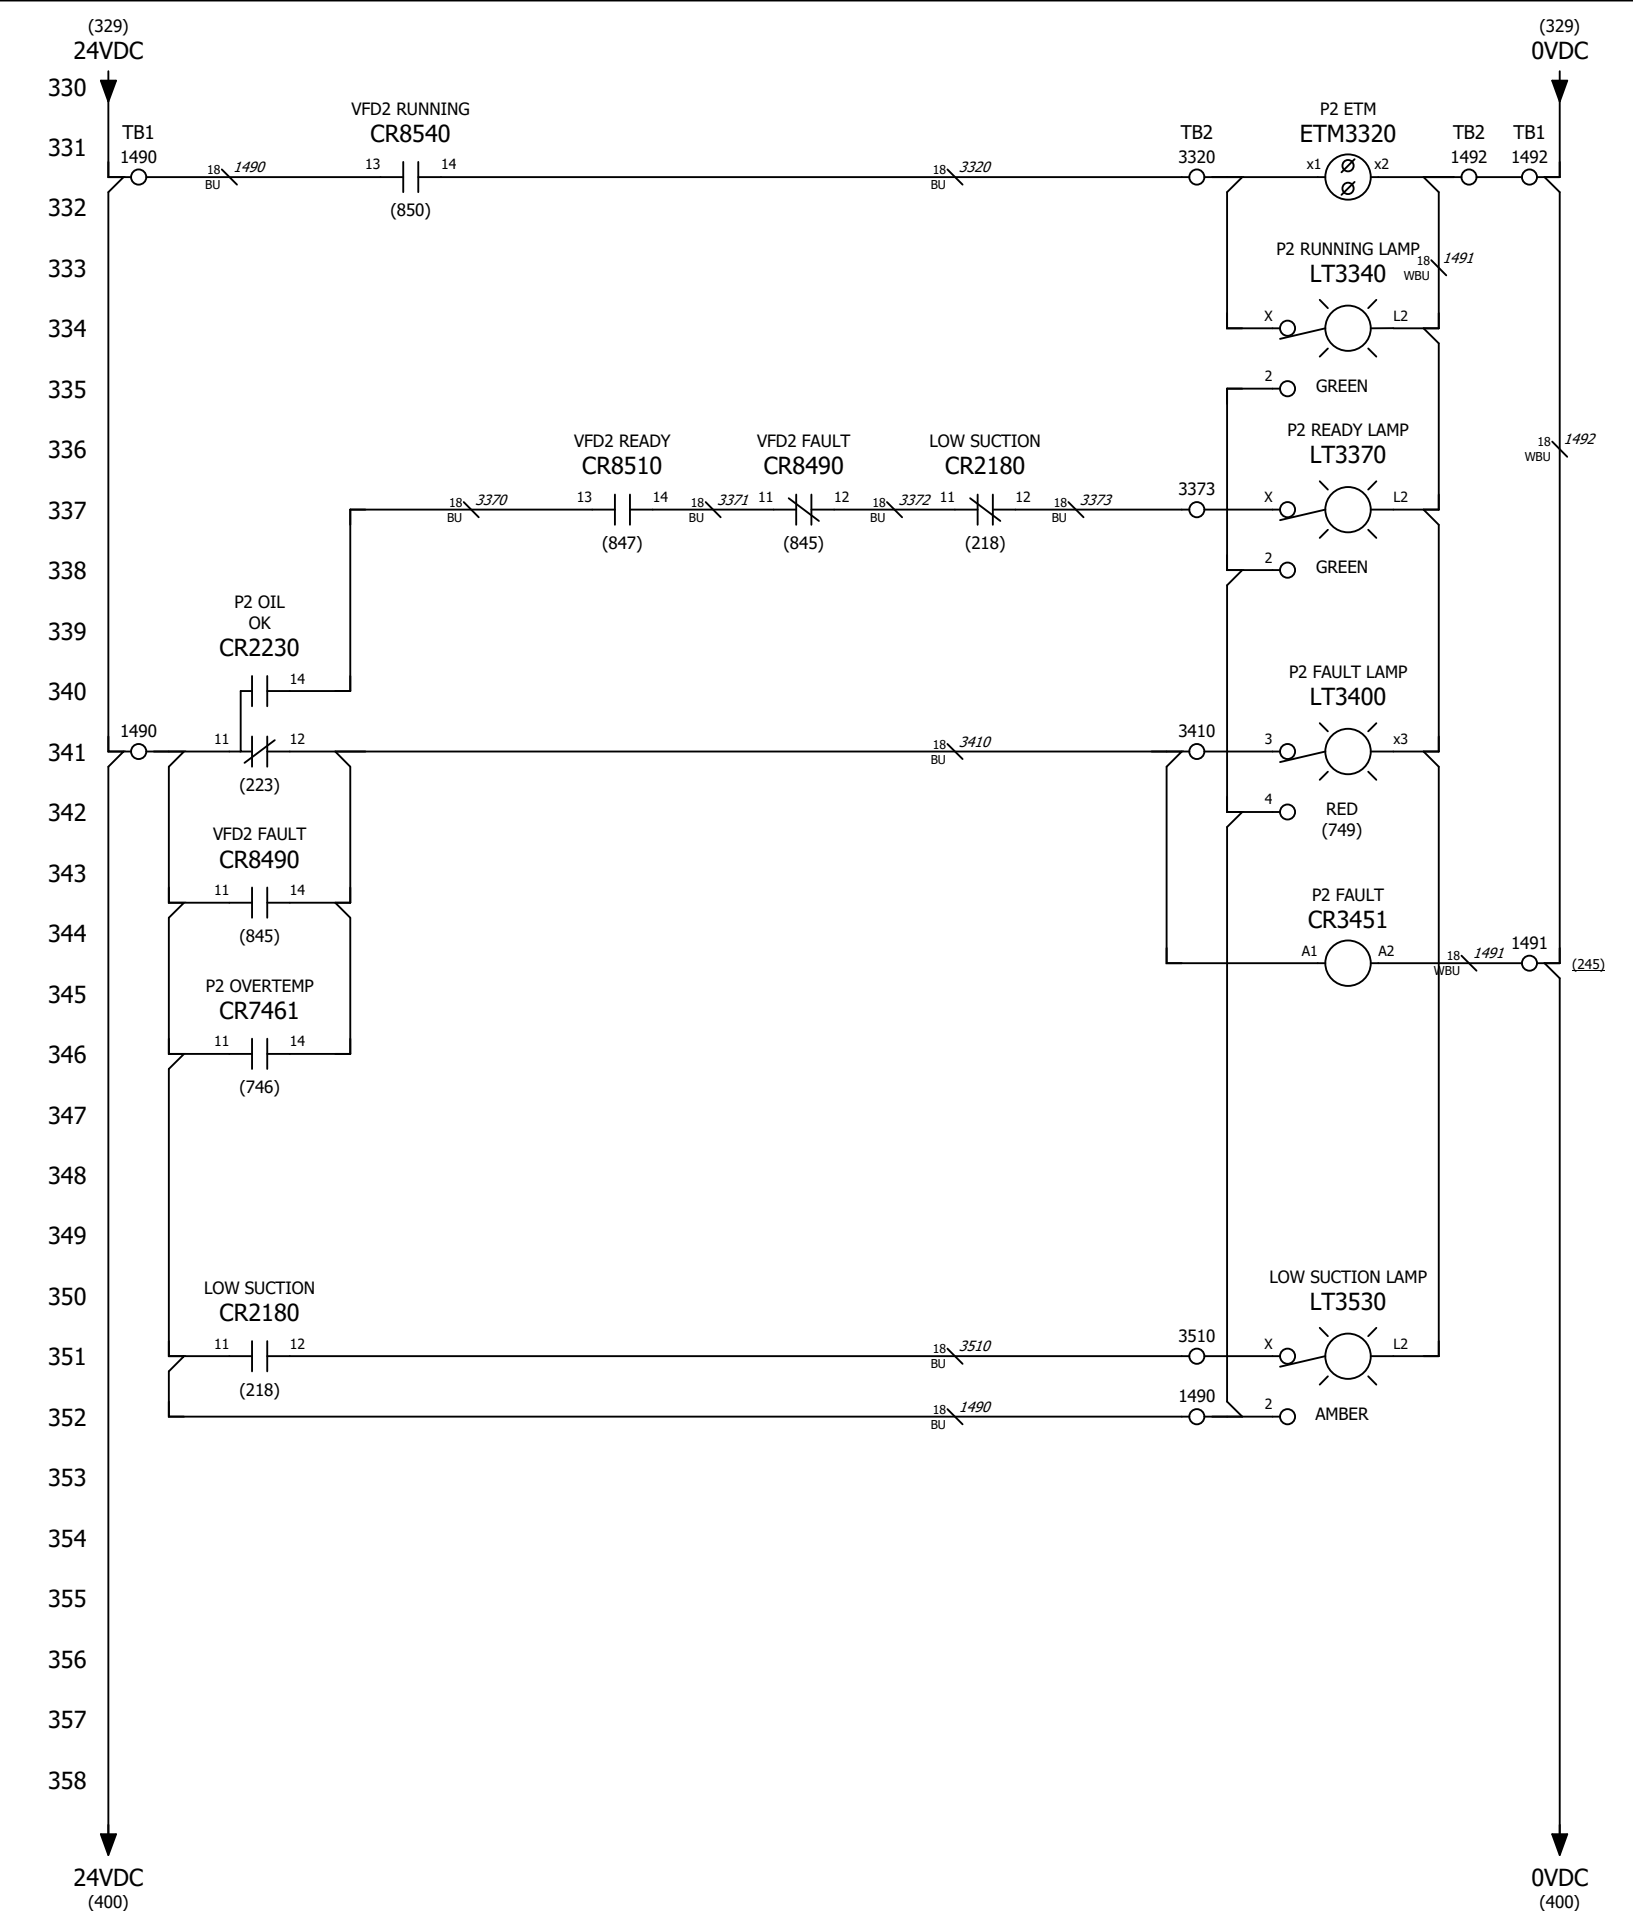 (329)
24VDC
(329)
0VDC
330
331
TB1
1490
18 1490
BU
VFD2 RUNNING
CR8540
13 14
(850)
18 3320
BU
TB2
3320
P2 ETM
ETM3320
x1 x2
TB2
1492
TB1
1492
332
333
P2 RUNNING LAMP
LT3340
18 1491
WBU
334
X L2
335
2 GREEN
336
VFD2 READY
CR8510
VFD2 FAULT
CR8490
LOW SUCTION
CR2180
P2 READY LAMP
LT3370
18 1492
WBU
337
18 3370
BU
13 14
(847)
18 3371
BU
11 12
(845)
18 3372
BU
11 12
(218)
18 3373
BU
3373
X L2
338
2 GREEN
339
P2 OIL
OK
CR2230
340
14
P2 FAULT LAMP
LT3400
341
1490
11 12
(223)
18 3410
BU
3410
3 x3
342
4 RED
(749)
343
VFD2 FAULT
CR8490
11 14
(845)
P2 FAULT
CR3451
344
A1 A2
18 1491
WBU
1491
(245)
345
P2 OVERTEMP
CR7461
346
11 14
(746)
347
348
349
350
LOW SUCTION
CR2180
LOW SUCTION LAMP
LT3530
351
11 12
(218)
18 3510
BU
3510
X L2
352
18 1490
BU
1490
2 AMBER
353
354
355
356
357
358
24VDC
(400)
0VDC
(400)